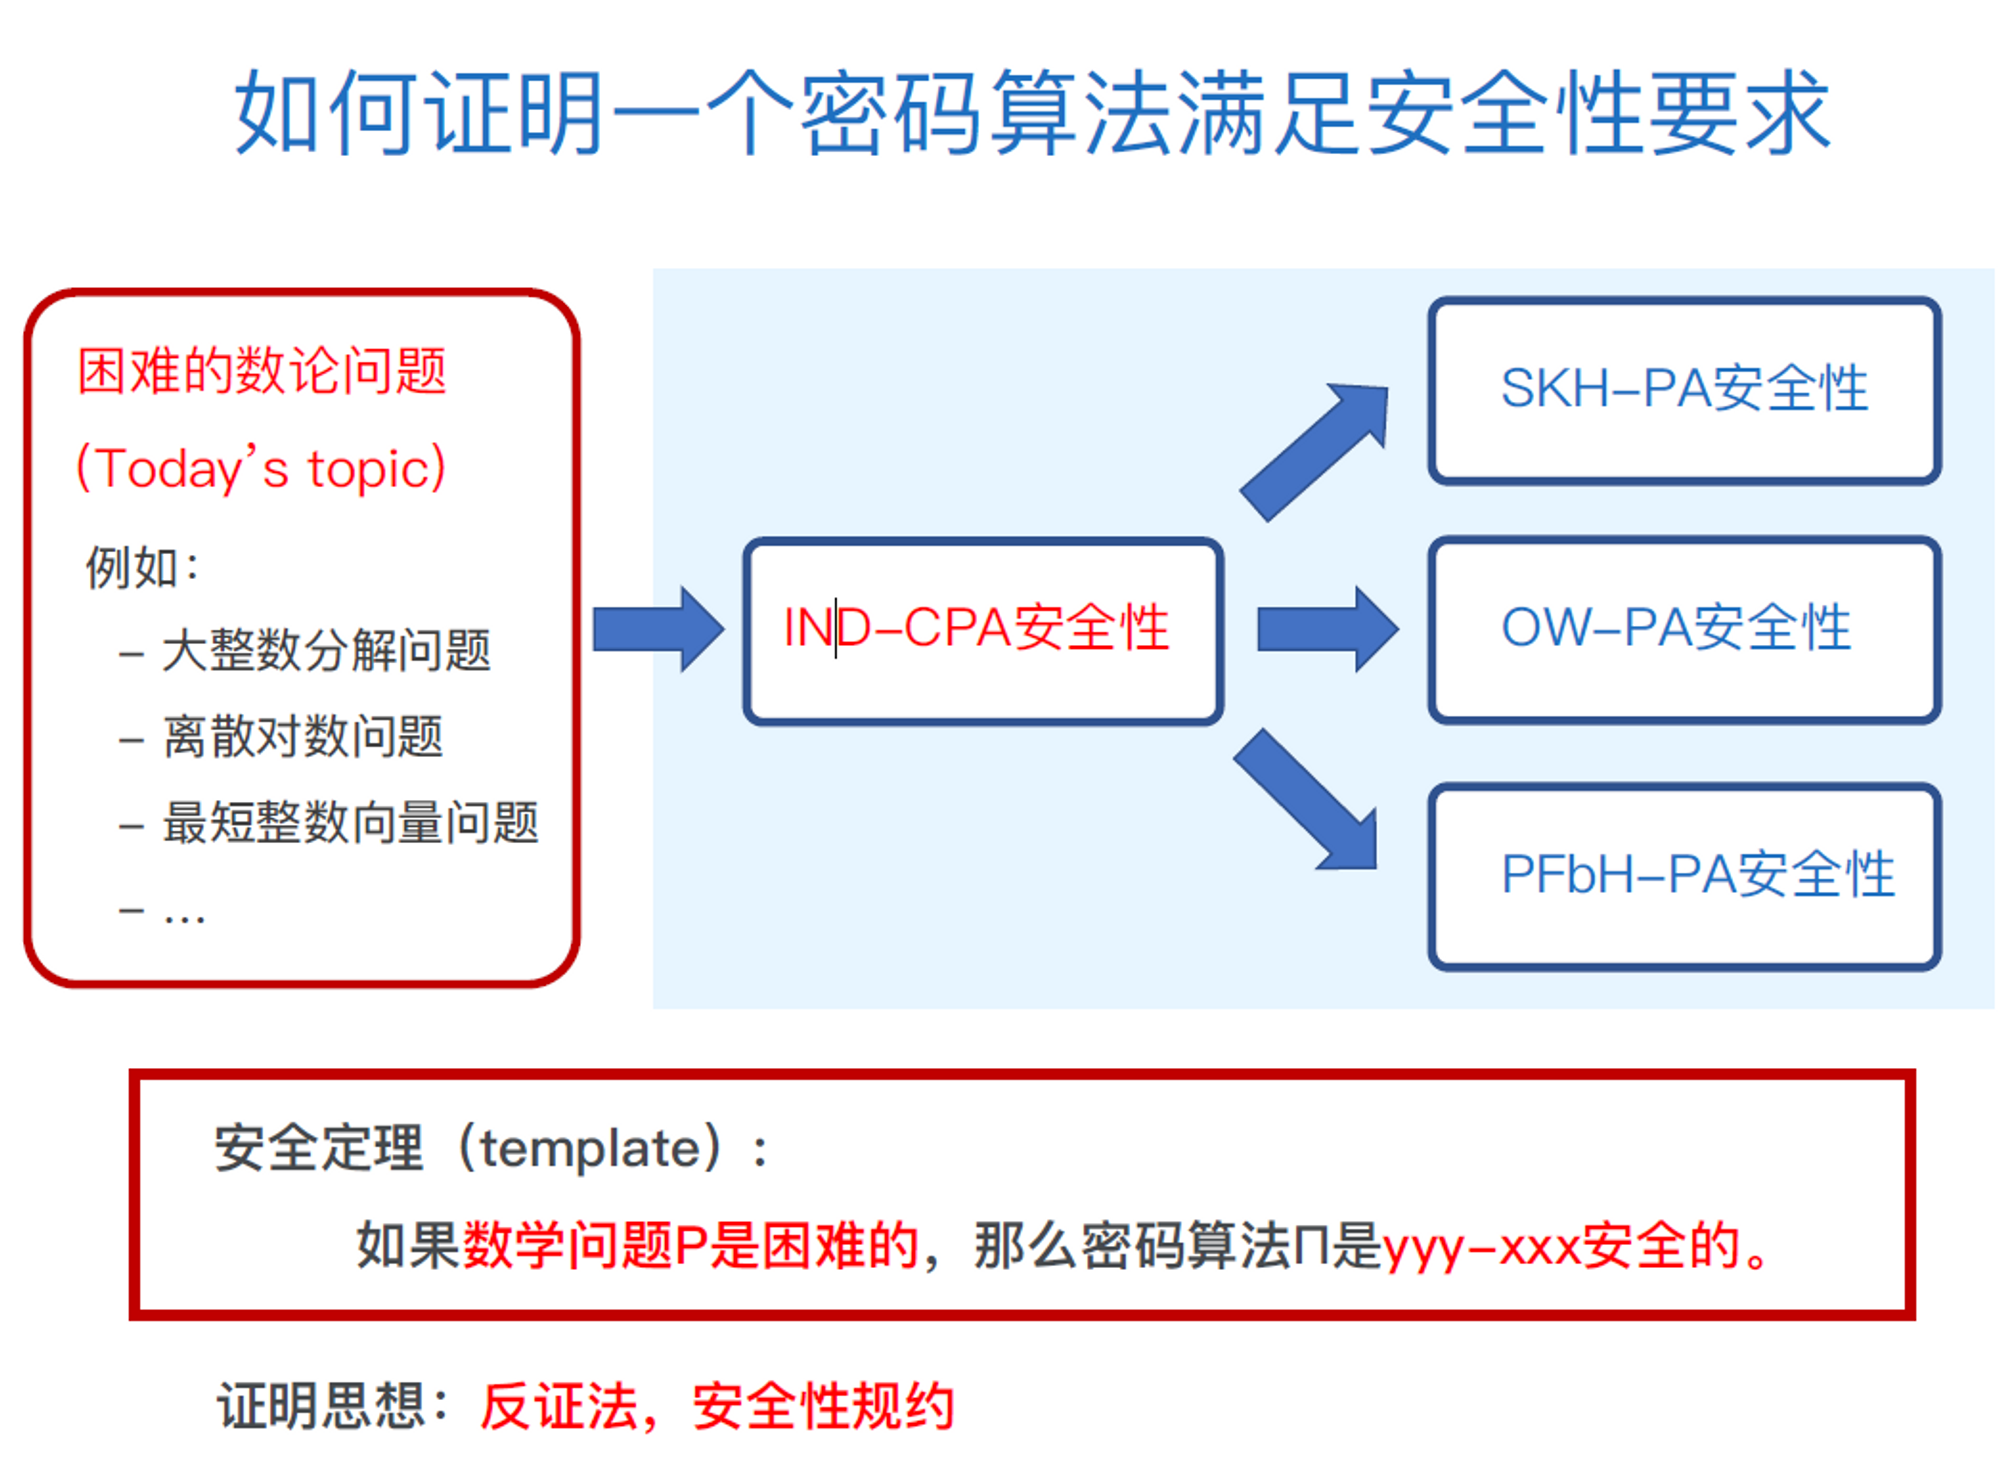 如何证明一个密码算法满足安全性要求
困难的数论问题
(Today's topic)
例如：
– 大整数分解问题
– 离散对数问题
– 最短整数向量问题
– ...
IND-CPA安全性
SKH-PA安全性
OW-PA安全性
PFbH-PA安全性
安全定理（template）:
如果数学问题P是困难的，那么密码算法Π是yyy-xxx安全的。
证明思想：反证法，安全性规约